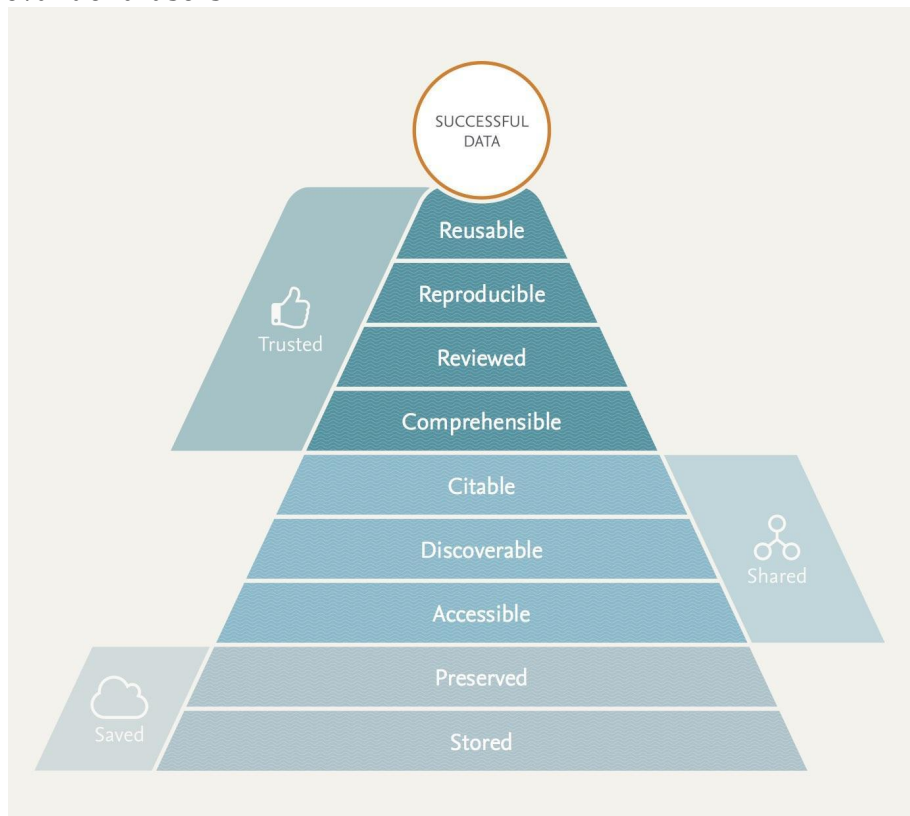 SUCCESSFUL
DATA
Reusable
Reproducible
Trusted
Reviewed
Comprehensible
Citable
Discoverable
Shared
Accessible
Preserved
Saved
Stored